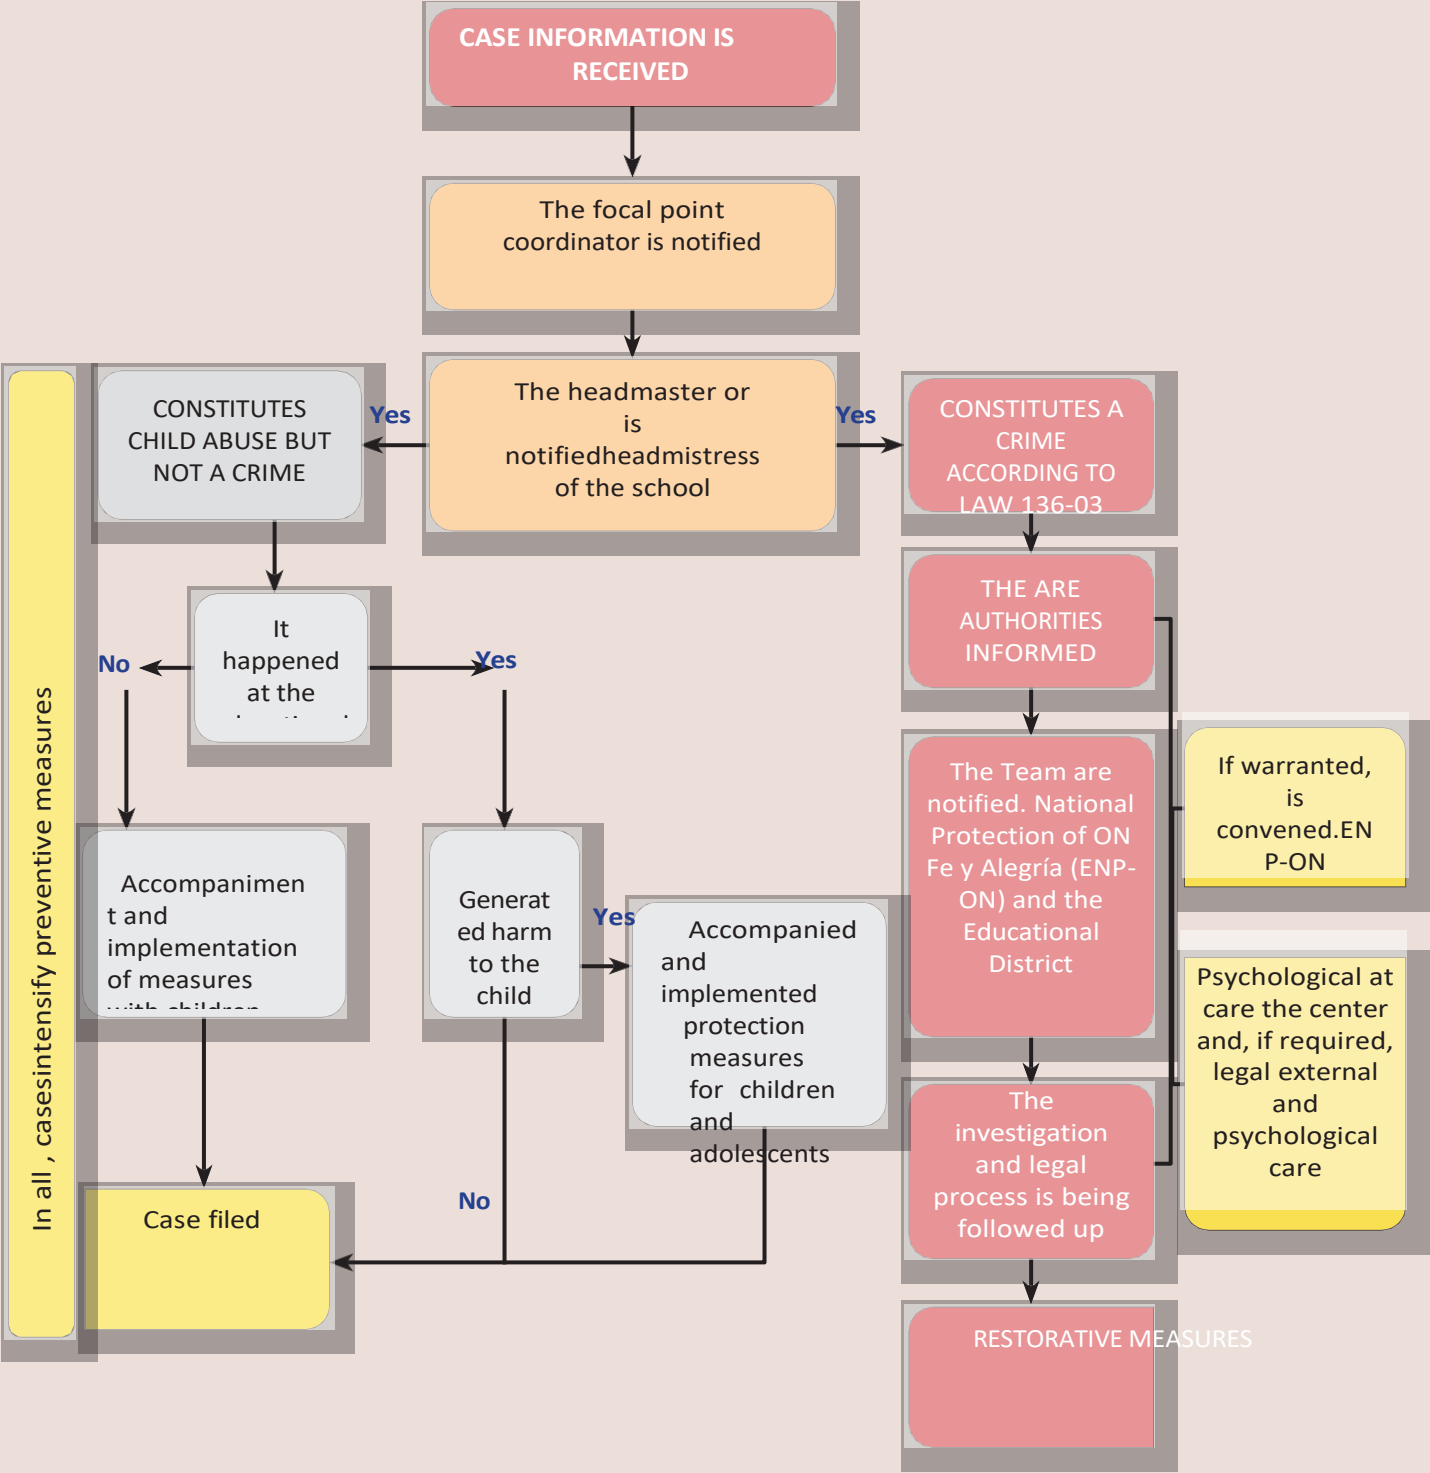 CASE INFORMATION IS
RECEIVED
The focal point
coordinator is notified
The headmaster or
is
notifiedheadmistress
of the school
Yes
Yes
CONSTITUTES
CHILD ABUSE BUT
NOT A CRIME
CONSTITUTES A
CRIME
ACCORDING TO
LAW 136-03
It
happened
at the
No
Yes
THE ARE
AUTHORITIES
INFORMED
The Team are
notified. National
Protection of ON
Fe y Alegría (ENP-
ON) and the
Educational
District
If warranted,
is
convened.EN
P-ON
Accompanimen
t and
implementation
of measures
with children
Generat
ed harm
to the
child
Yes
Accompanied
and
implemented
protection
measures
for children
and
adolescents
Psychological at
care the center
and, if required,
legal external
and
psychological
care
The
investigation
and legal
process is being
followed up
No
Case filed
RESTORATIVE MEASURES
In all , casesintensify preventive measures